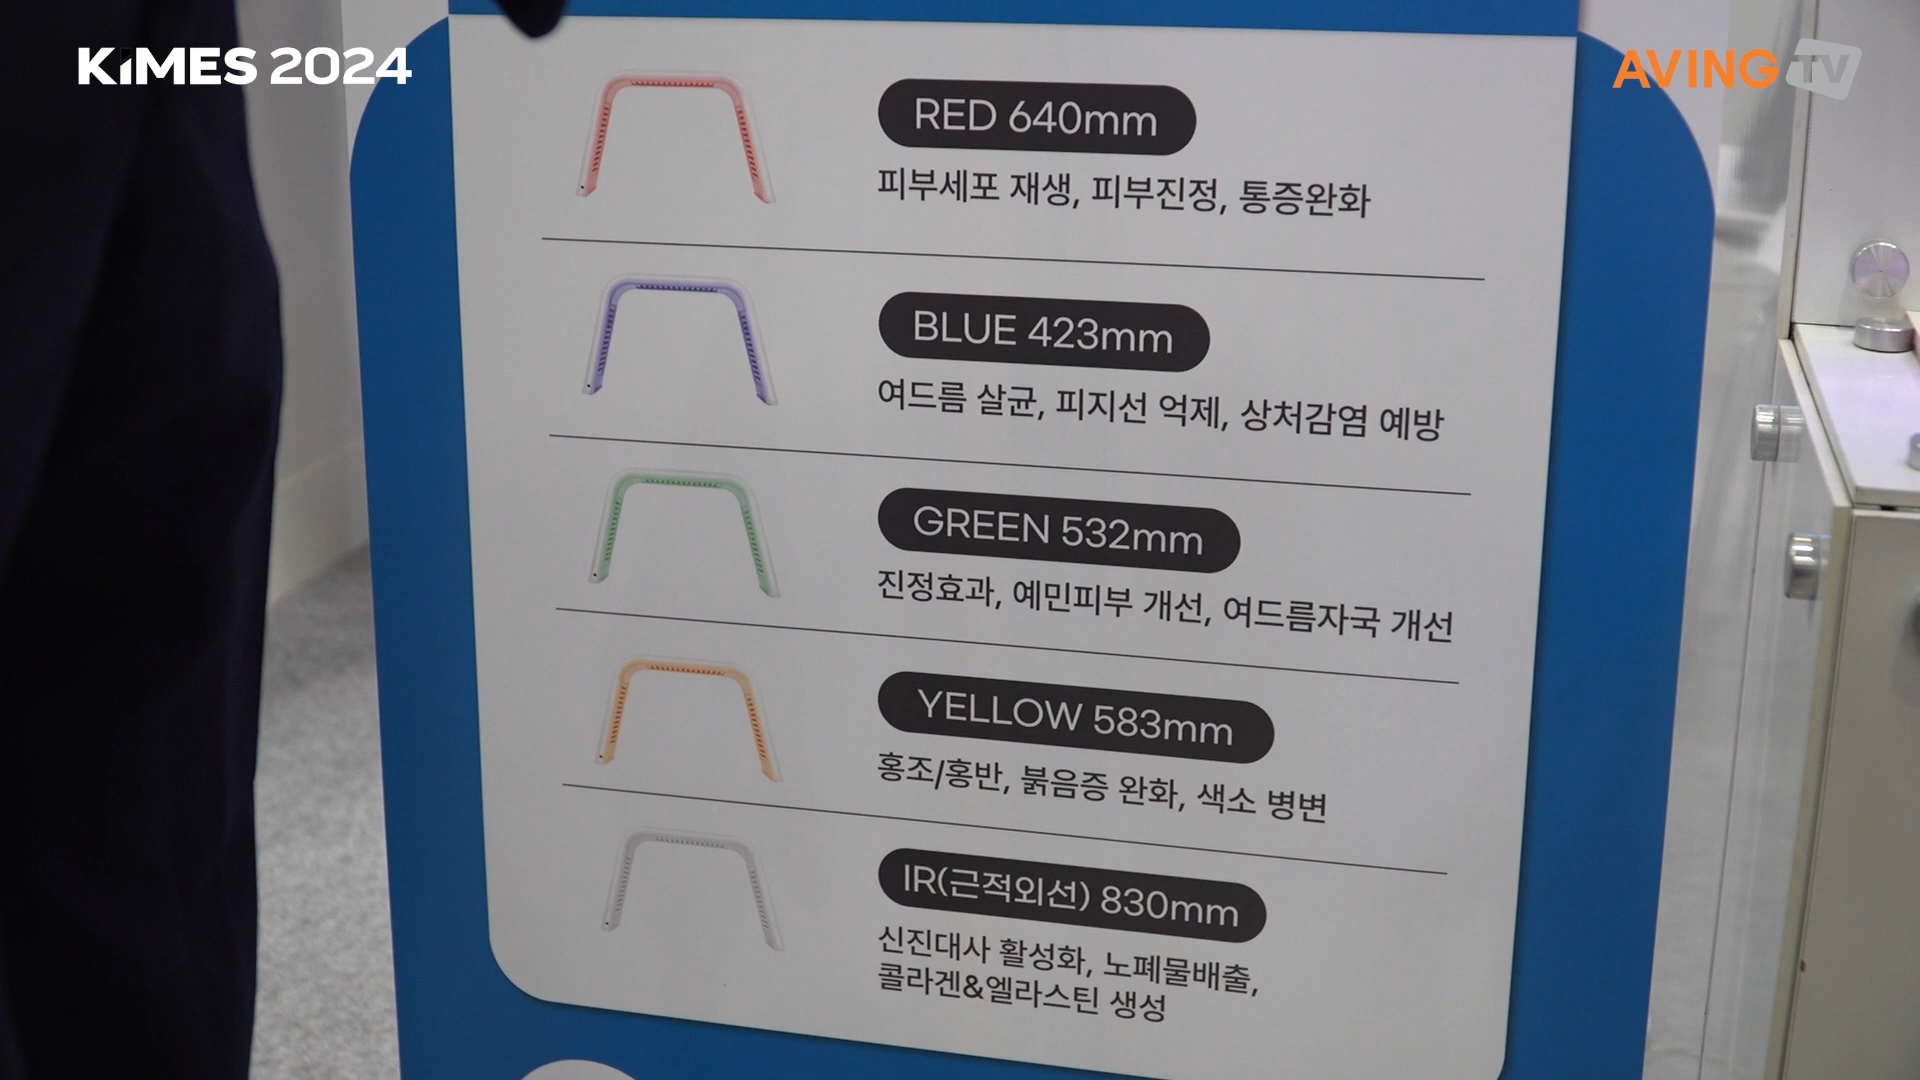 KIMES 2024
AVING TV
RED 640mm
피부세포 재생, 피부진정, 통증완화
BLUE 423mm
여드름 살균, 피지선 억제, 상처감염 예방
GREEN 532mm
진정효과, 예민피부 개선, 여드름자국 개선
YELLOW 583mm
홍조/홍반, 붉음증 완화, 색소 병변
IR(근적외선) 830mm
신진대사 활성화, 노폐물배출,
콜라겐&엘라스틴 생성